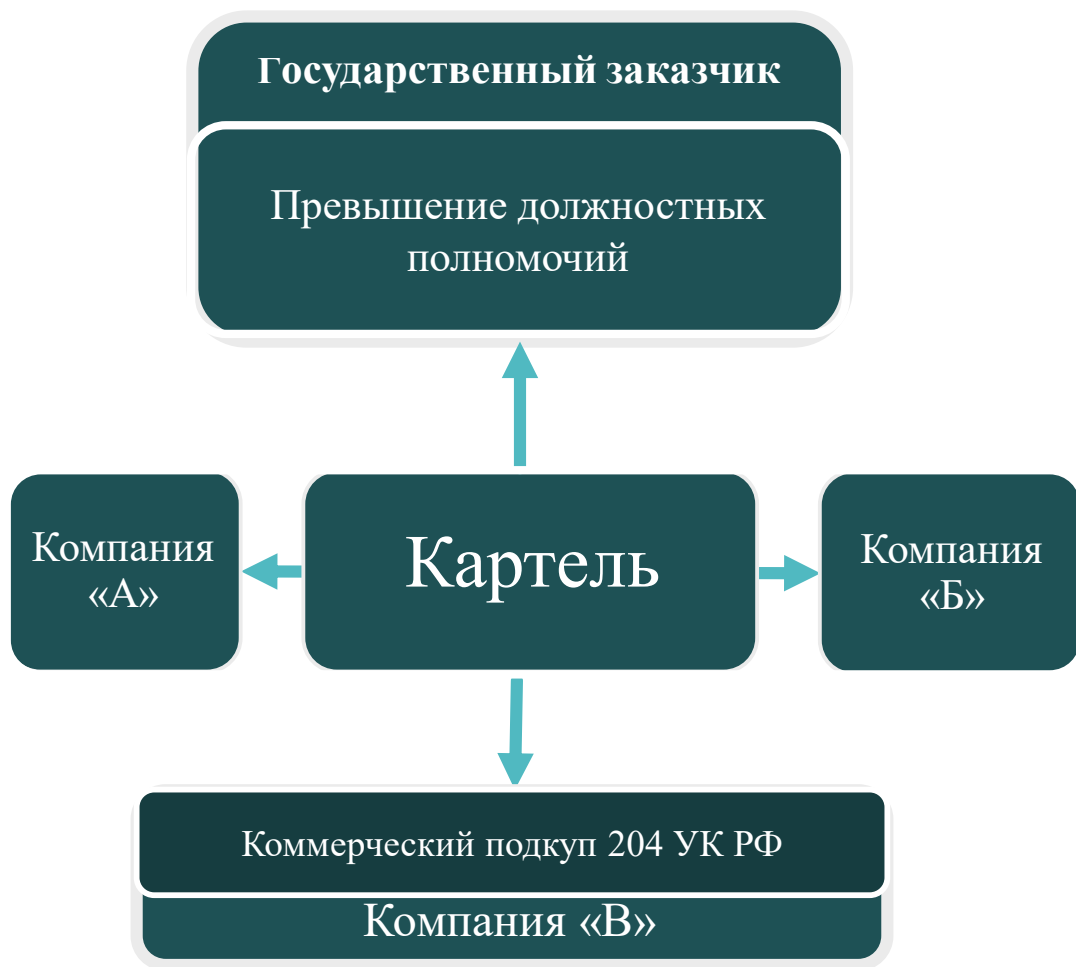 Государственный заказчик
Превышение должностных
полномочий
Компания
«А»
Картель
Компания
«Б»
Коммерческий подкуп 204 УК РФ
Компания «В»